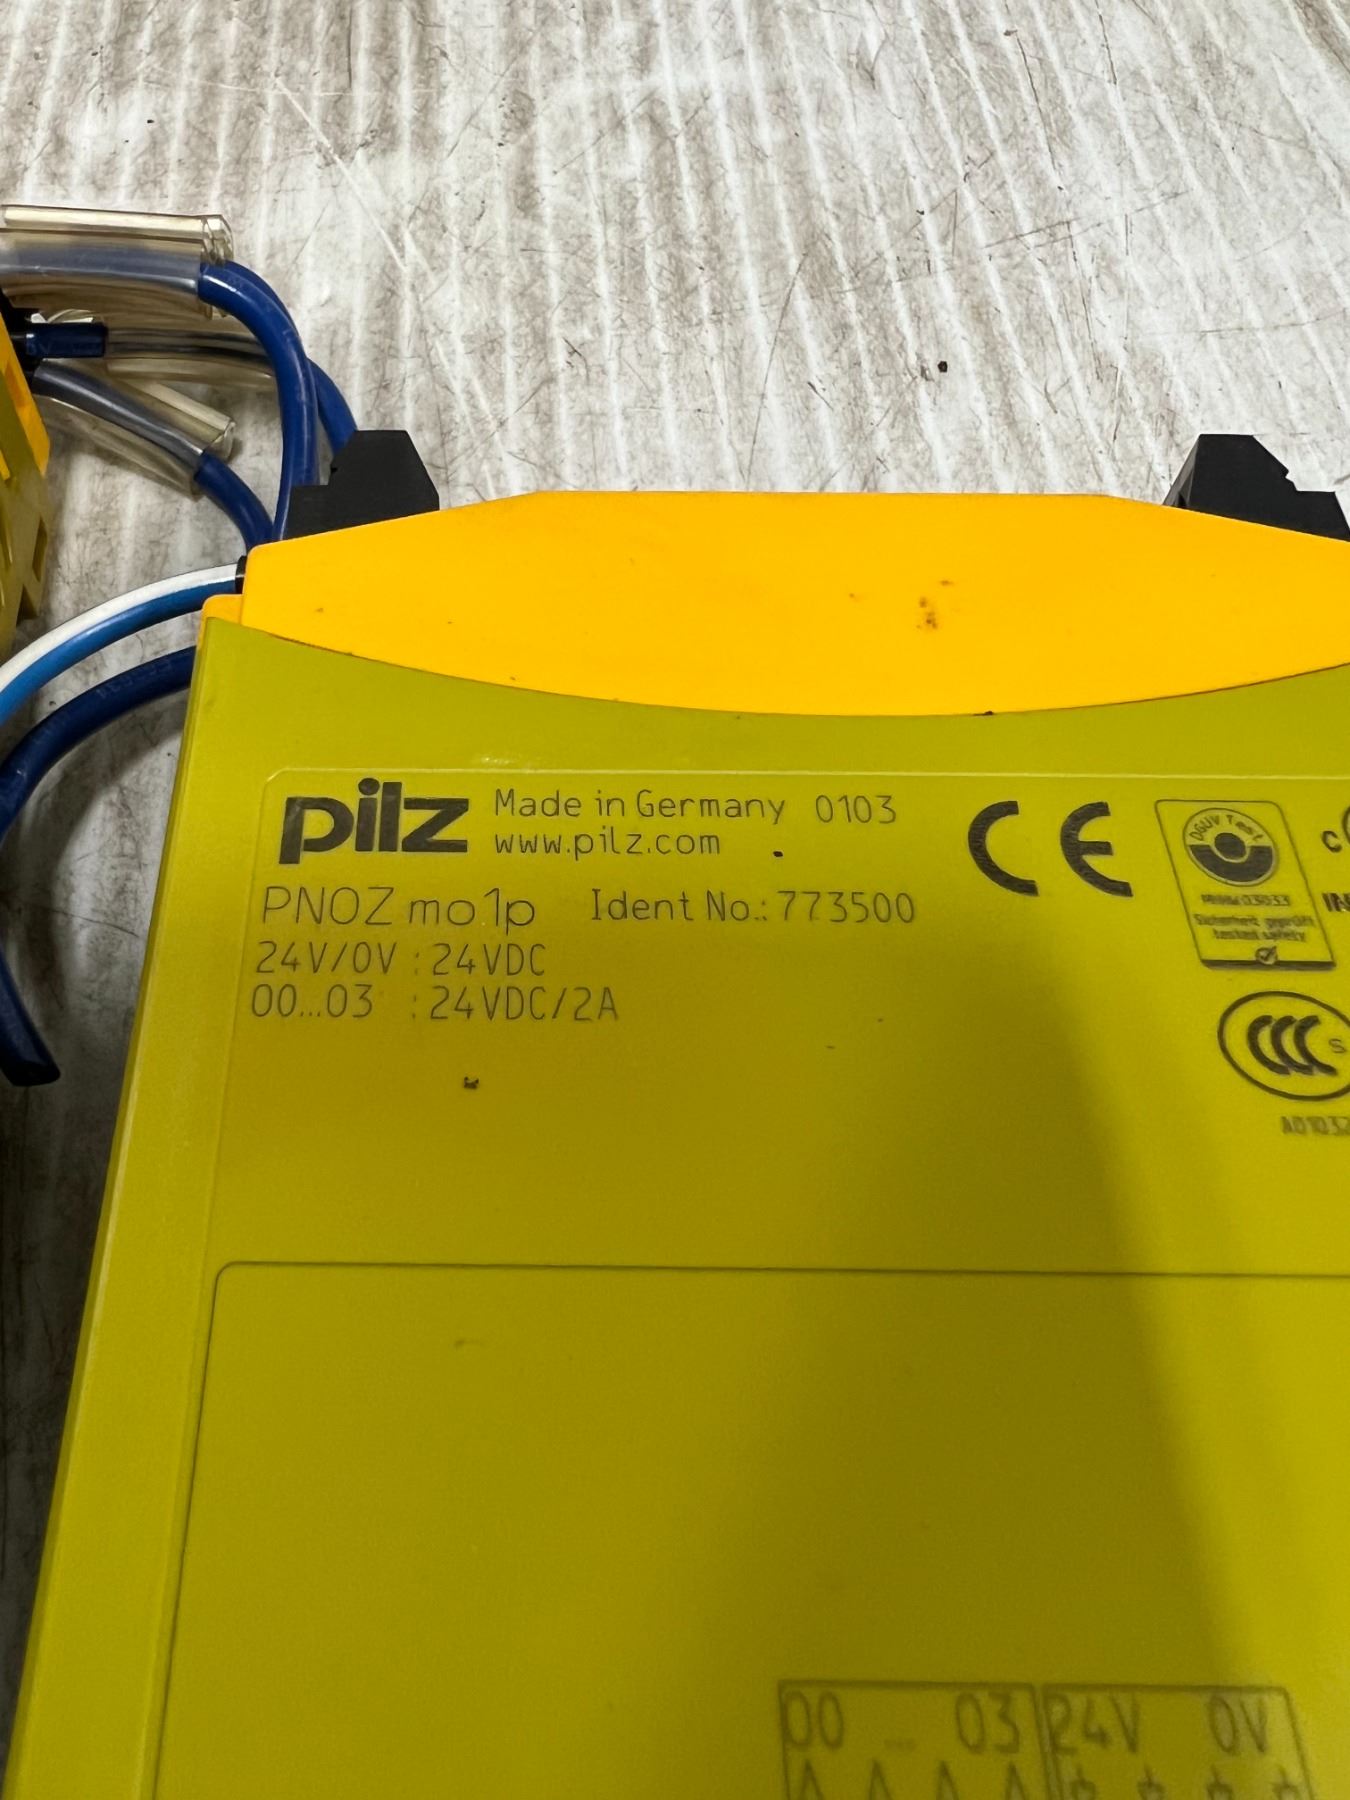 pilz Made in Germany 0103
www.pilz.com
PNOZ mo1p Ident No.: 773500
24V/0V : 24VDC
00...03 : 24VDC/2A
CE
DGUV Test
Sicherheit geprüft
tested safety
CCC S
00 ... 03 24V 0V